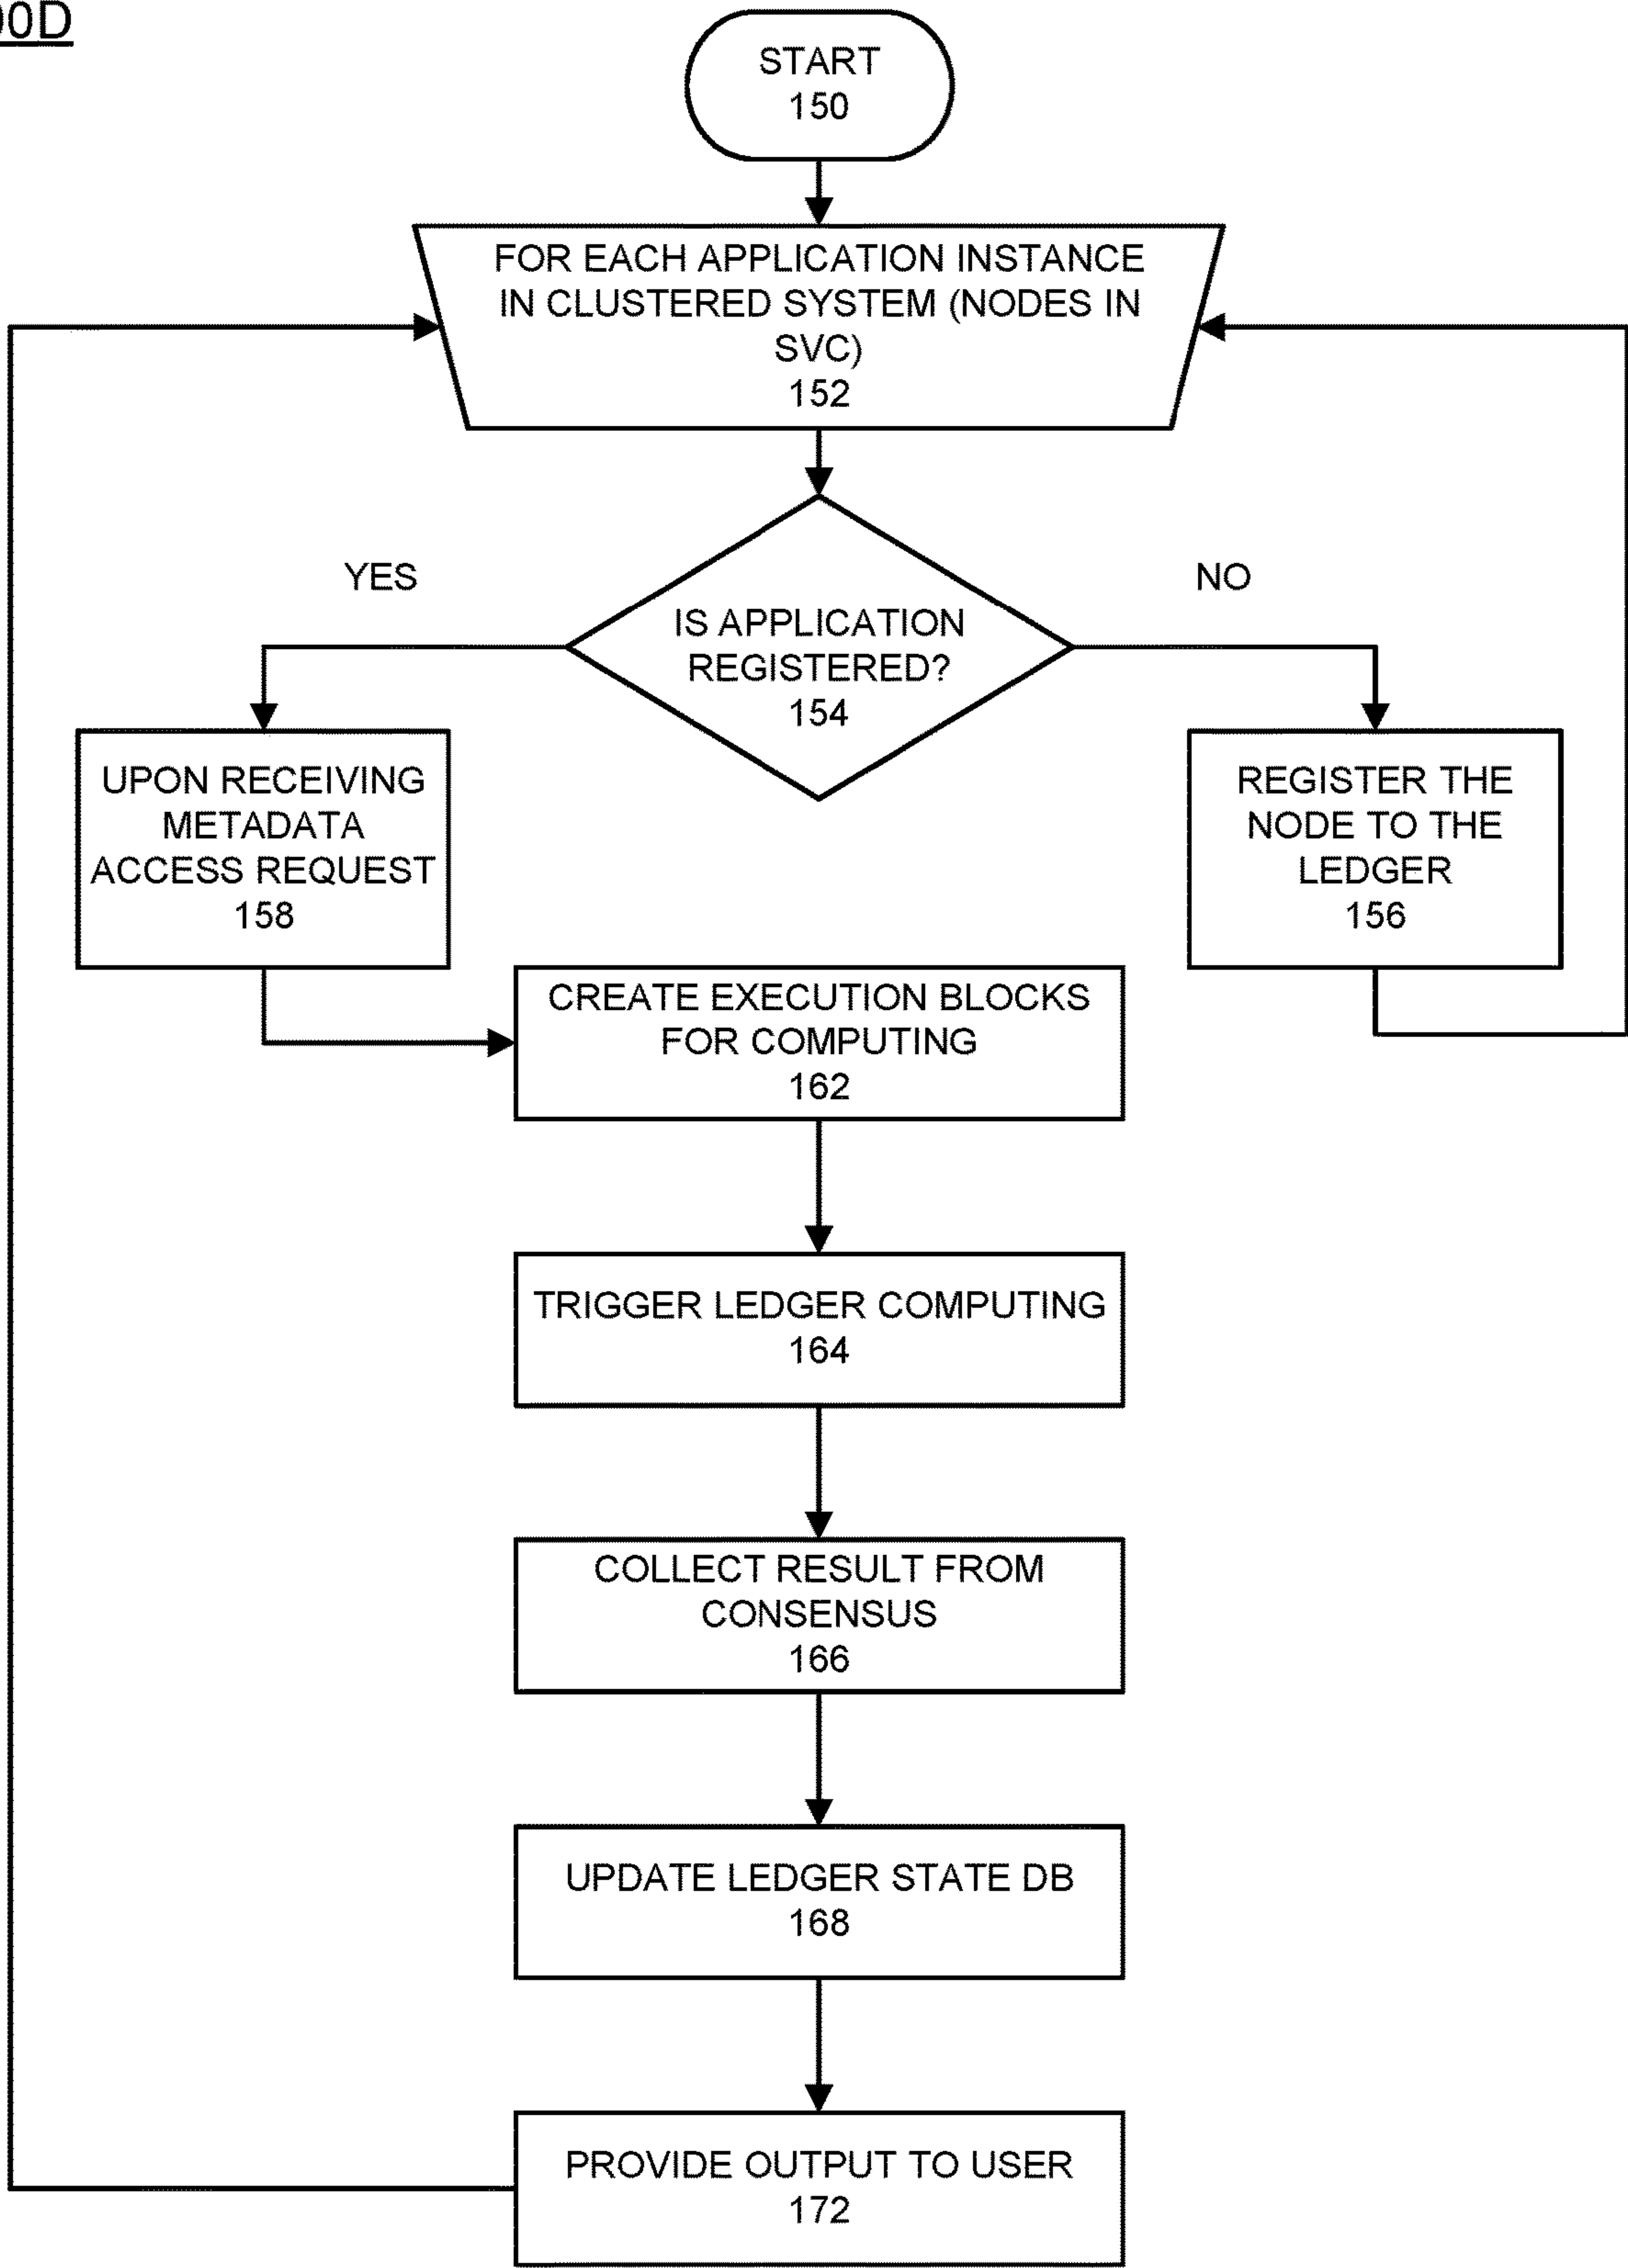 00D
START
150
FOR EACH APPLICATION INSTANCE
IN CLUSTERED SYSTEM (NODES IN
SVC)
152
YES
NO
IS APPLICATION
REGISTERED?
154
UPON RECEIVING
METADATA
ACCESS REQUEST
158
REGISTER THE
NODE TO THE
LEDGER
156
CREATE EXECUTION BLOCKS
FOR COMPUTING
162
TRIGGER LEDGER COMPUTING
164
COLLECT RESULT FROM
CONSENSUS
166
UPDATE LEDGER STATE DB
168
PROVIDE OUTPUT TO USER
172